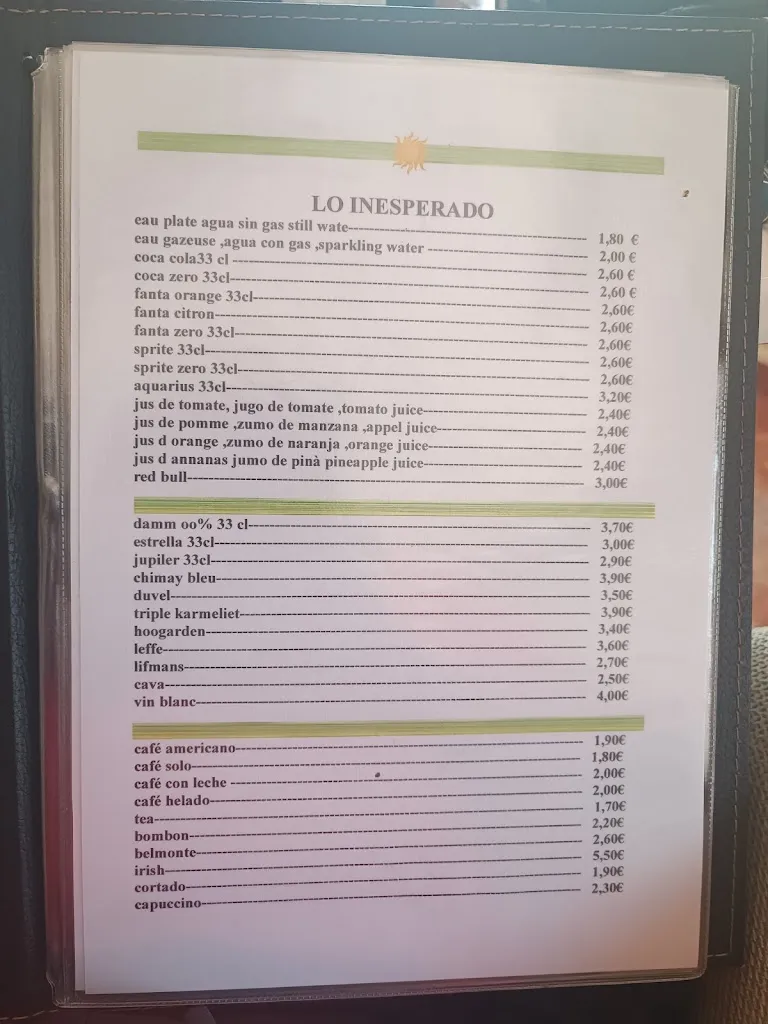 LO INESPERADO
eau plate agua sin gas still wate-------------------- 1,80 €
eau gazeuse ,agua con gas ,sparkling water -------------------- 2,00 €
coca cola33 cl -------------------- 2,60 €
coca zero 33cl-------------------- 2,60 €
fanta orange 33cl-------------------- 2,60€
fanta citron-------------------- 2,60€
fanta zero 33cl-------------------- 2,60€
sprite 33cl-------------------- 2,60€
sprite zero 33cl-------------------- 2,60€
aquarius 33cl-------------------- 3,20€
jus de tomate, jugo de tomate ,tomato juice-------------------- 2,40€
jus de pomme ,zumo de manzana ,appel juice-------------------- 2,40€
jus d orange ,zumo de naranja ,orange juice-------------------- 2,40€
jus d annanas jumo de pinà pineapple juice-------------------- 2,40€
red bull-------------------- 3,00€
damm oo% 33 cl-------------------- 3,70€
estrella 33cl-------------------- 3,00€
jupiler 33cl-------------------- 2,90€
chimay bleu-------------------- 3,90€
duvel-------------------- 3,50€
triple karmeliet-------------------- 3,90€
hoogarden-------------------- 3,40€
leffe-------------------- 3,60€
lifmans-------------------- 2,70€
cava-------------------- 2,50€
vin blanc-------------------- 4,00€
café americano-------------------- 1,90€
café solo-------------------- 1,80€
café con leche -------------------- 2,00€
café helado-------------------- 2,00€
tea-------------------- 1,70€
bombon-------------------- 2,20€
belmonte-------------------- 2,60€
irish-------------------- 5,50€
cortado-------------------- 1,90€
capuccino-------------------- 2,30€